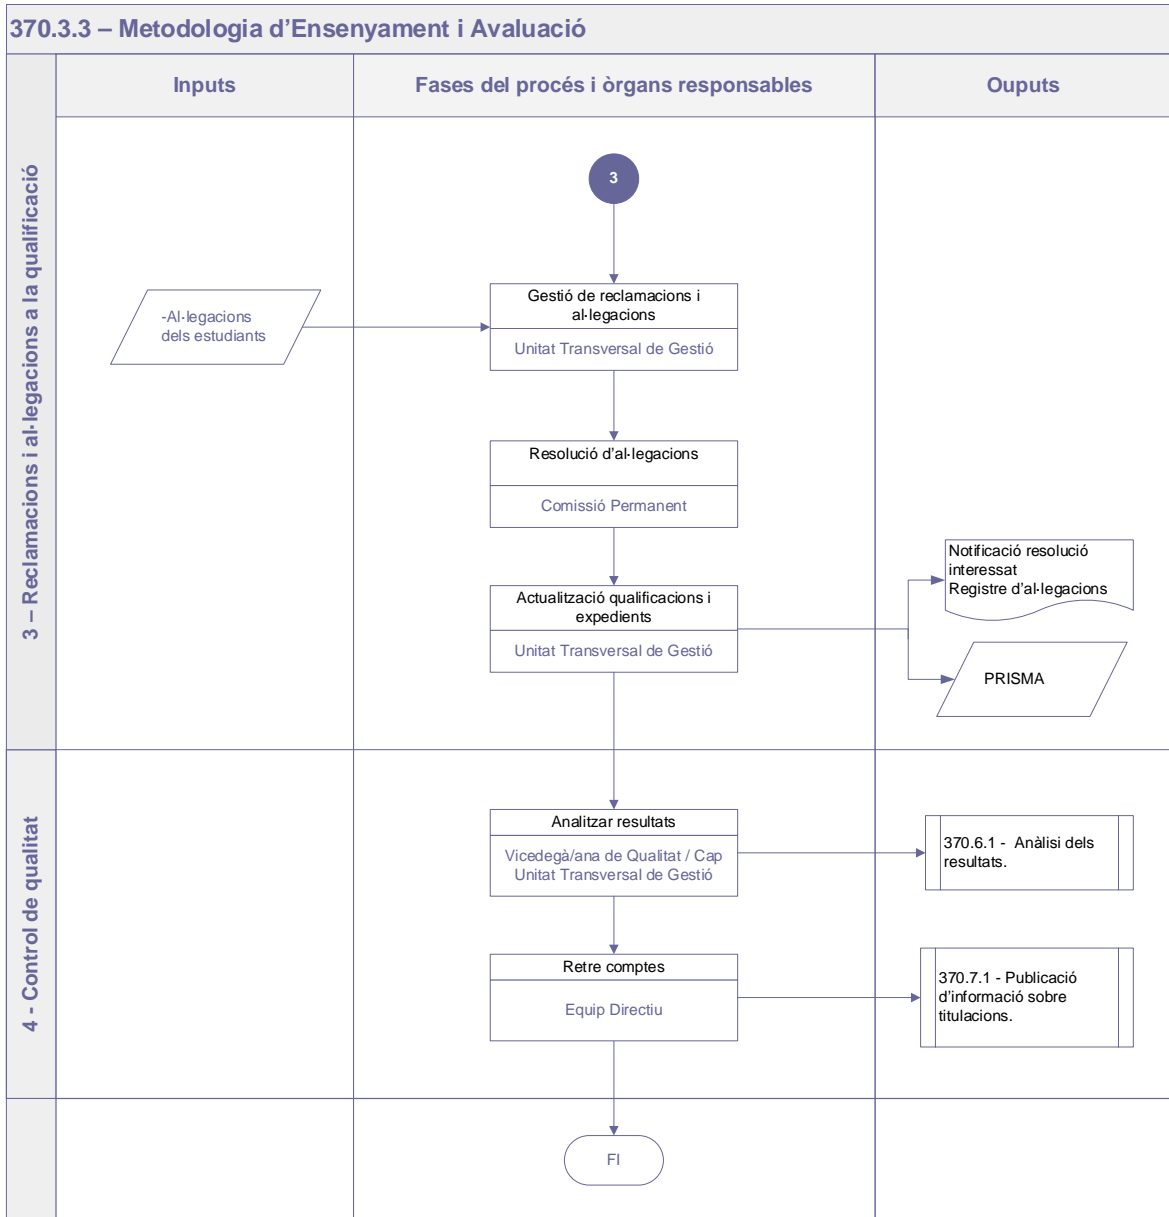 370.3.3 – Metodologia d’Ensenyament i Avaluació
Inputs
Fases del procés i òrgans responsables
Ouputs
3 – Reclamacions i al·legacions a la qualificació
3
-Al·legacions
dels estudiants
Gestió de reclamacions i
al·legacions
Unitat Transversal de Gestió
Resolució d’al·legacions
Comissió Permanent
Actualització qualificacions i
expedients
Unitat Transversal de Gestió
Notificació resolució
interessat
Registre d’al·legacions
PRISMA
4 - Control de qualitat
Analitzar resultats
Vicedegà/ana de Qualitat / Cap
Unitat Transversal de Gestió
370.6.1 - Anàlisi dels
resultats.
Retre comptes
Equip Directiu
370.7.1 - Publicació
d’informació sobre
titulacions.
FI